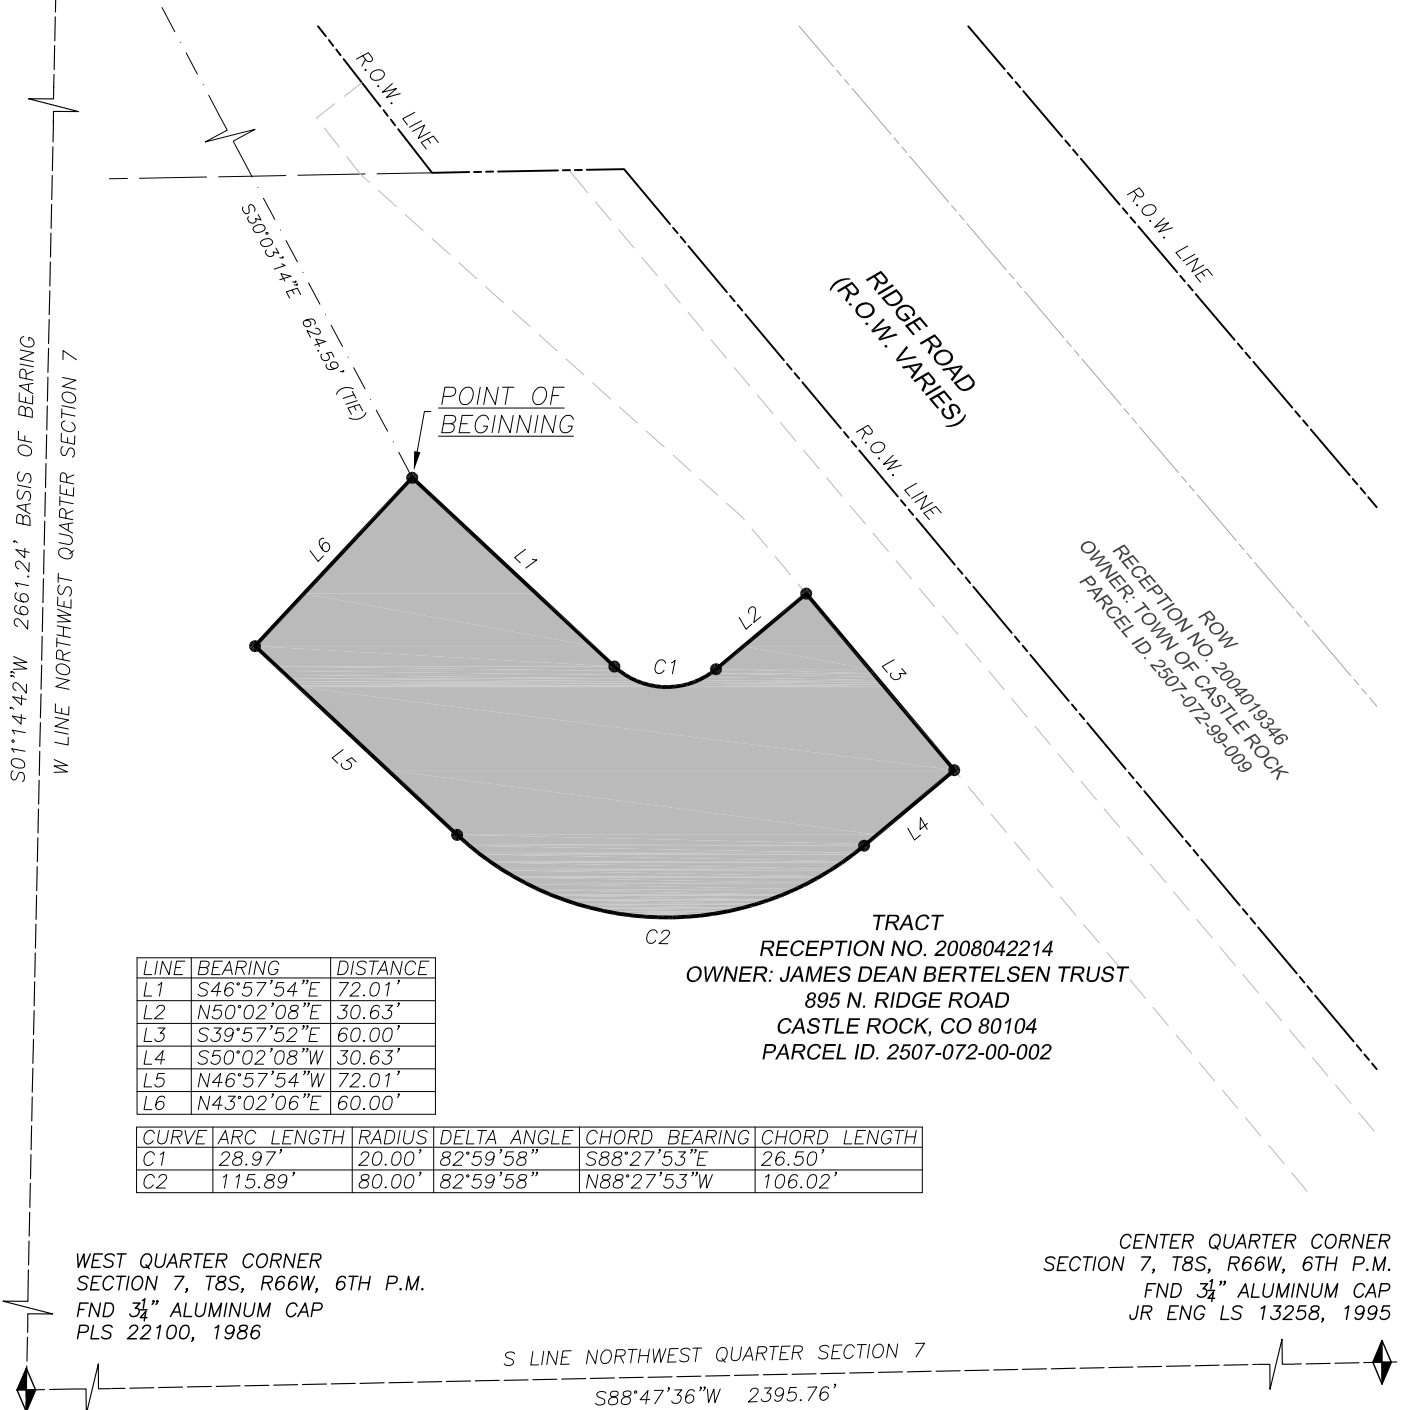 R.O.W. LINE
R.O.W. LINE
S30°03'14"E 624.59' (TIE)
RIDGE ROAD
(R.O.W. VARIES)
S01°14'42"W 2661.24' BASIS OF BEARING
W LINE NORTHWEST QUARTER SECTION 7
POINT OF
BEGINNING
R.O.W. LINE
L6
L1
L2
C1
L3
L5
L4
C2
ROW
RECEPTION NO. 2004019346
OWNER: TOWN OF CASTLE ROCK
PARCEL ID. 2507-072-99-009
TRACT
RECEPTION NO. 2008042214
OWNER: JAMES DEAN BERTELSEN TRUST
895 N. RIDGE ROAD
CASTLE ROCK, CO 80104
PARCEL ID. 2507-072-00-002
LINE BEARING DISTANCE
L1 S46°57'54"E 72.01'
L2 N50°02'08"E 30.63'
L3 S39°57'52"E 60.00'
L4 S50°02'08"W 30.63'
L5 N46°57'54"W 72.01'
L6 N43°02'06"E 60.00'
CURVE ARC LENGTH RADIUS DELTA ANGLE CHORD BEARING CHORD LENGTH
C1 28.97' 20.00' 82°59'58" S88°27'53"E 26.50'
C2 115.89' 80.00' 82°59'58" N88°27'53"W 106.02'
WEST QUARTER CORNER
SECTION 7, T8S, R66W, 6TH P.M.
FND 3¼" ALUMINUM CAP
PLS 22100, 1986
CENTER QUARTER CORNER
SECTION 7, T8S, R66W, 6TH P.M.
FND 3¼" ALUMINUM CAP
JR ENG LS 13258, 1995
S LINE NORTHWEST QUARTER SECTION 7
S88°47'36"W 2395.76'